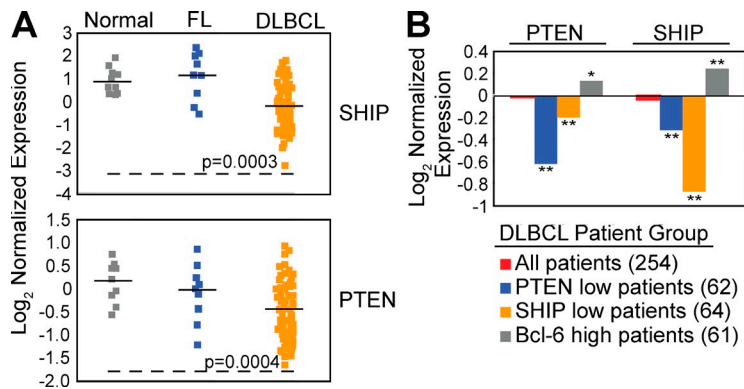 A
Normal FL DLBCL
Log2 Normalized Expression
3
2
1
0
-1
-2
-3
-4
p=0.0003
SHIP
1.5
1.0
0.5
0
-0.5
-1.0
-1.5
-2.0
p=0.0004
PTEN
B
PTEN SHIP
Log2 Normalized
Expression
0.4
0.2
0
-0.2
-0.4
-0.6
-0.8
-1
**
**
*
**
**
**
DLBCL Patient Group
All patients (254)
PTEN low patients (62)
SHIP low patients (64)
Bcl-6 high patients (61)